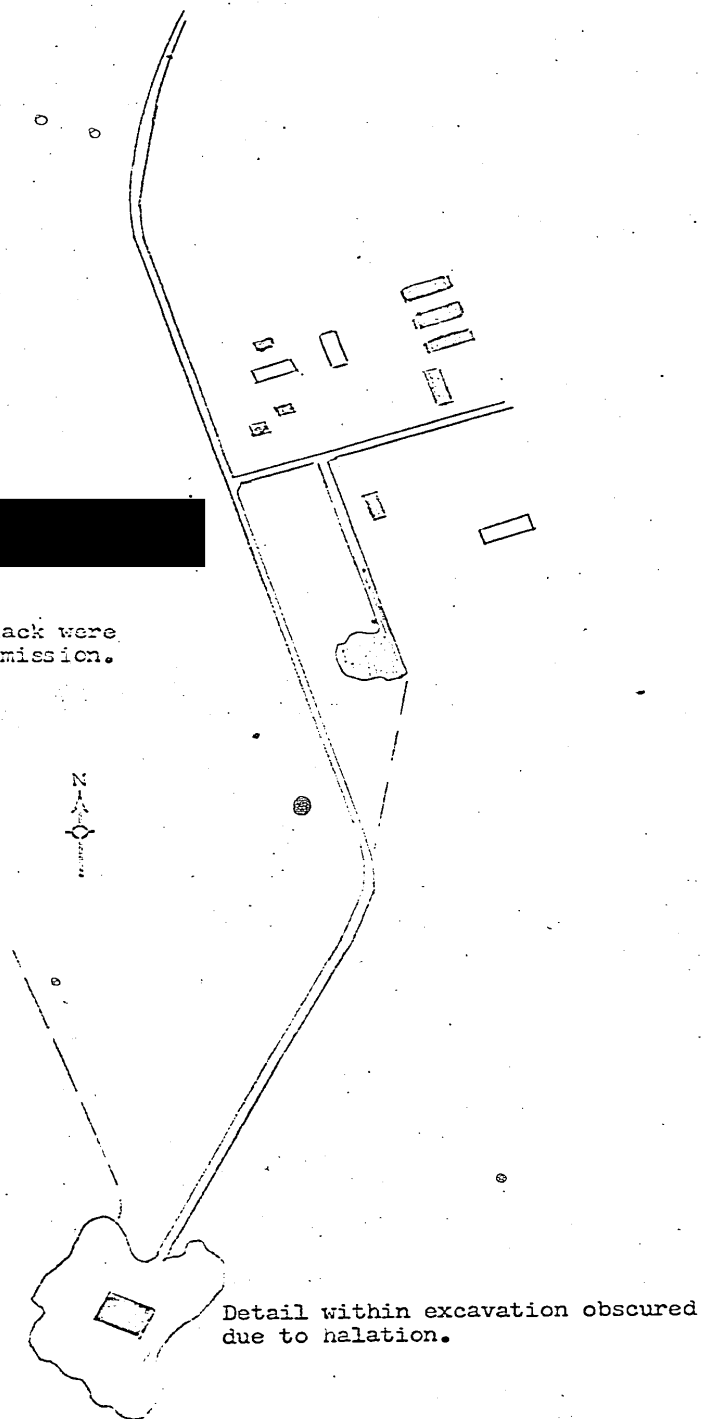 ack were
mission.
N
Detail within excavation obscured
due to halation.